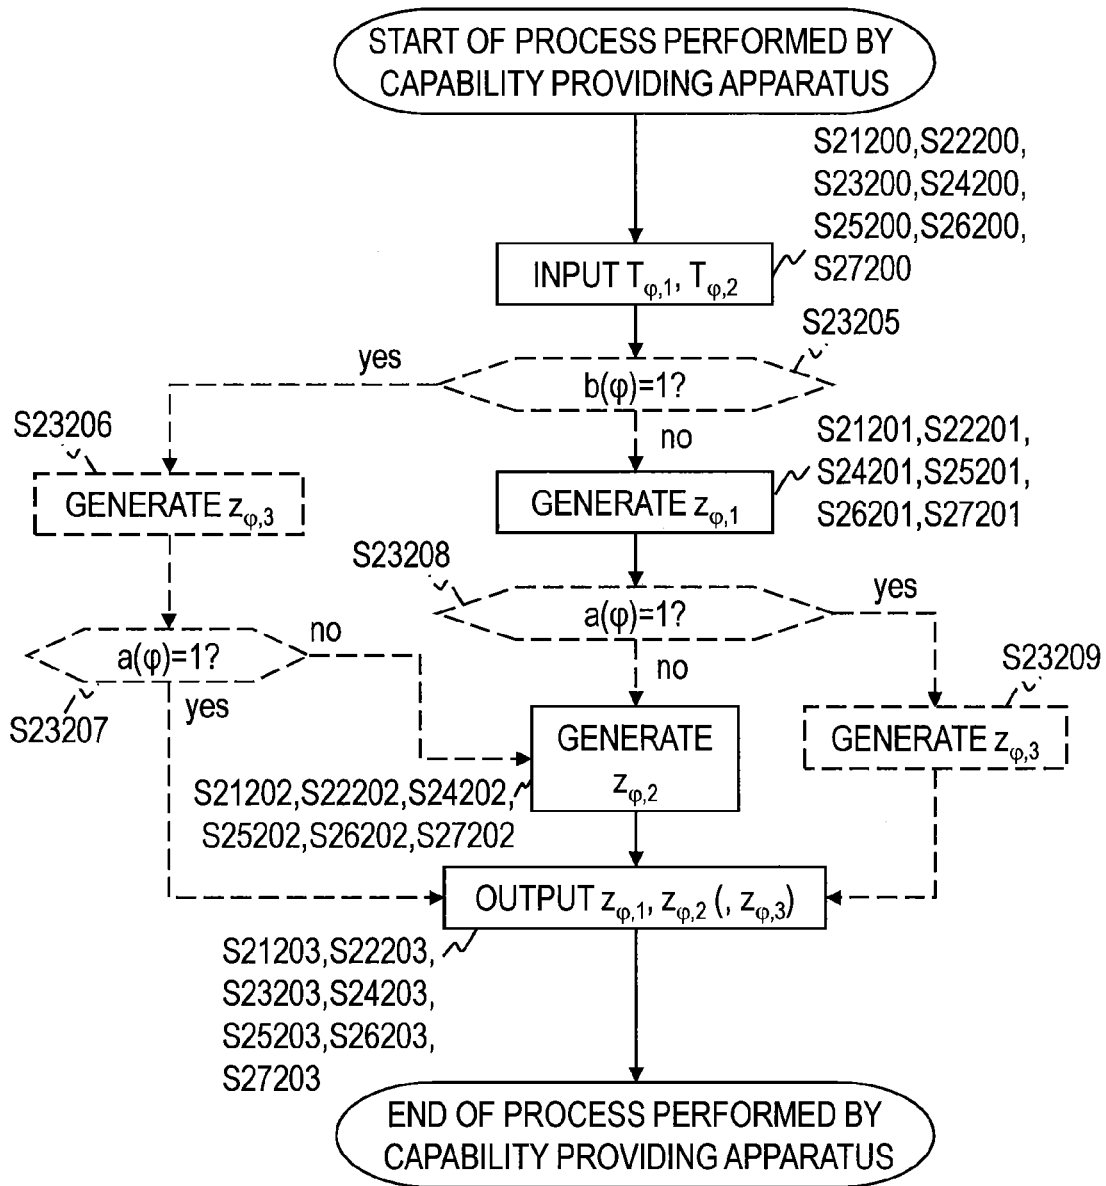 START OF PROCESS PERFORMED BY
CAPABILITY PROVIDING APPARATUS
S21200,S22200,
S23200,S24200,
S25200,S26200,
S27200
INPUT Tφ,1, Tφ,2
S23205
yes
b(φ)=1?
no
S23206
GENERATE zφ,3
S21201,S22201,
S24201,S25201,
S26201,S27201
GENERATE zφ,1
S23208
a(φ)=1?
yes
no
a(φ)=1?
no
yes
S23207
S23209
GENERATE zφ,3
GENERATE
zφ,2
S21202,S22202,S24202,
S25202,S26202,S27202
OUTPUT zφ,1, zφ,2 (, zφ,3)
S21203,S22203,
S23203,S24203,
S25203,S26203,
S27203
END OF PROCESS PERFORMED BY
CAPABILITY PROVIDING APPARATUS